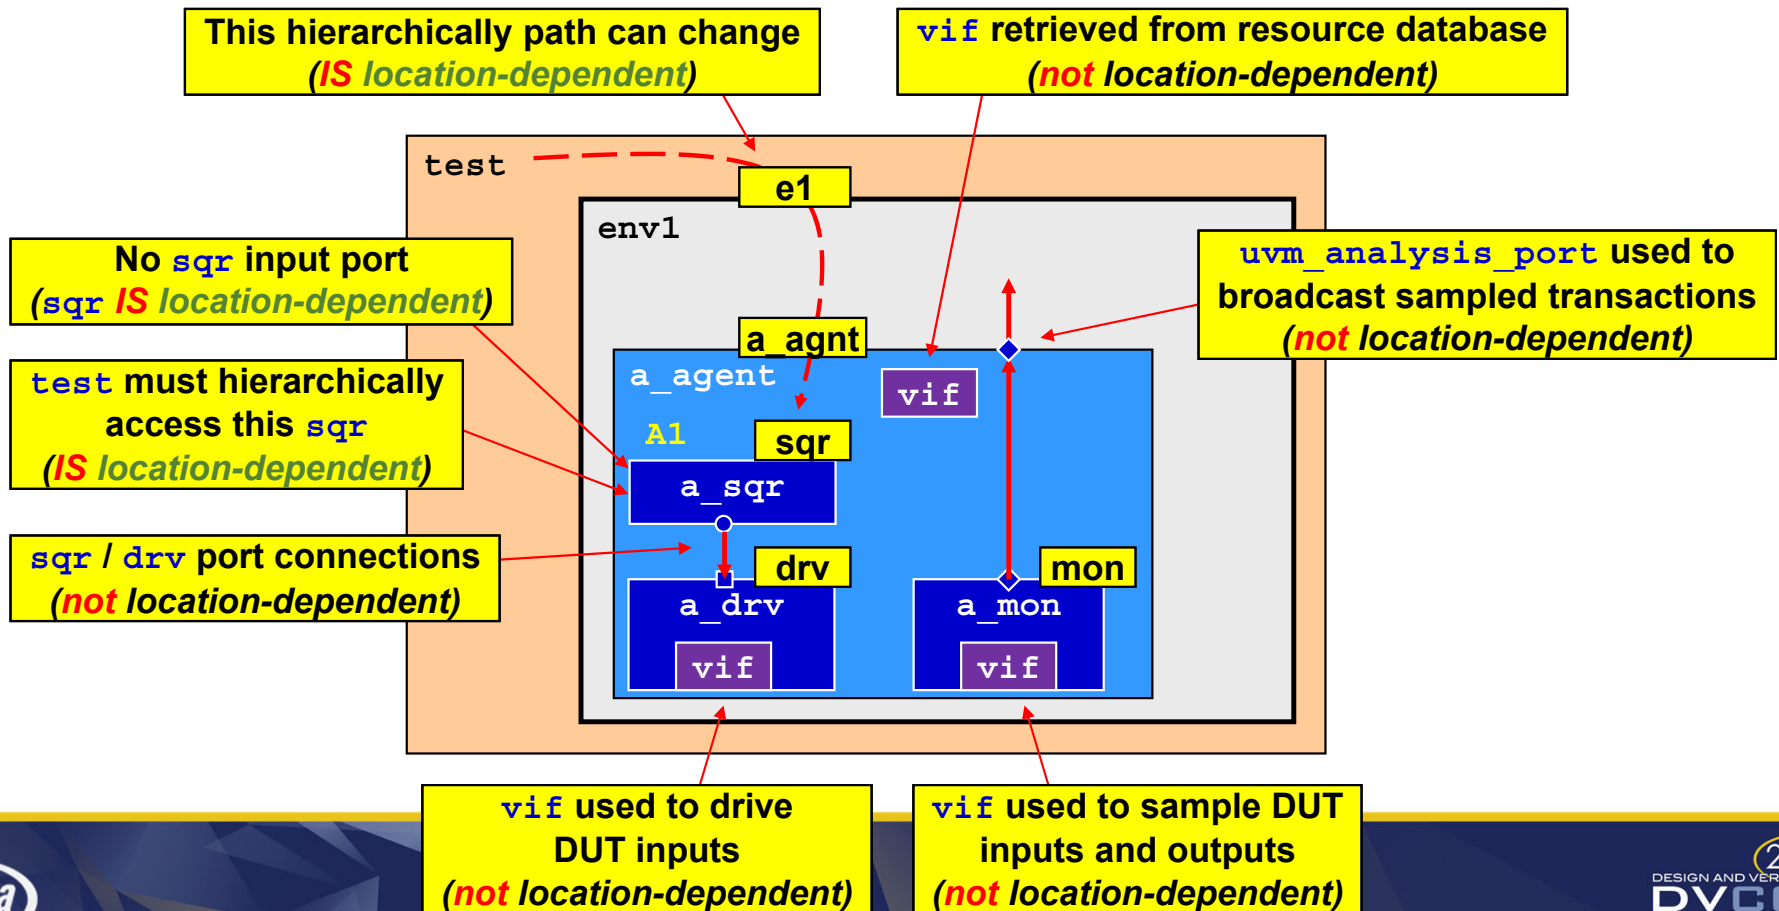 This hierarchically path can change
(IS location-dependent)
vif retrieved from resource database
(not location-dependent)
test
e1
env1
No sqr input port
(sqr IS location-dependent)
uvm_analysis_port used to
broadcast sampled transactions
(not location-dependent)
a_agnt
a_agent
vif
test must hierarchically
access this sqr
(IS location-dependent)
A1
sqr
a_sqr
sqr / drv port connections
(not location-dependent)
drv
mon
a_drv
a_mon
vif
vif
vif used to drive
DUT inputs
(not location-dependent)
vif used to sample DUT
inputs and outputs
(not location-dependent)
DESIGN AND